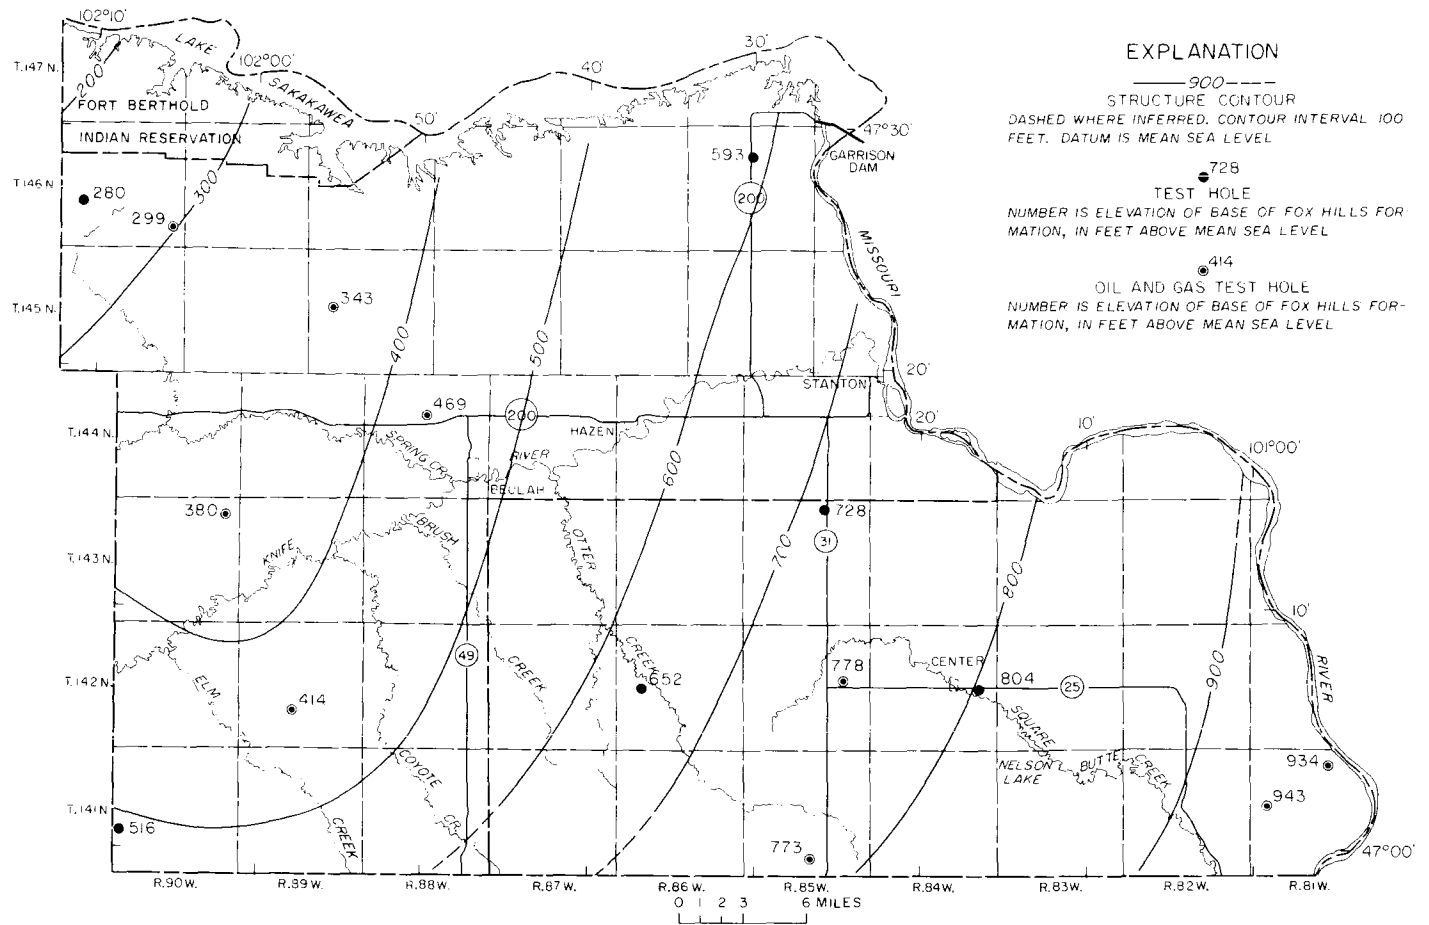 102°10'
LAKE
SAKAKAWEA
102°00'
50'
40'
30'
47°30'
T.147 N.
200
FORT BERTHOLD
INDIAN RESERVATION
593
GARRISON
DAM
T.146 N.
280
299
300
200
MISSOURI
T.145 N.
343
400
500
20'
STANTON
469
200
20'
10'
101°00'
T.144 N.
HAZEN
SPRING CR.
RIVER
BEULAH
600
380
BRUSH
728
KNIFE
OTTER
700
31
T.143 N.
800
10'
49
CREEK
CREEK
CENTER
RIVER
T.142 N.
ELM
652
778
804
25
900
414
SQUARE
COYOTE
NELSON
LAKE
BUTTE
CREEK
934
T.141 N.
943
516
CREEK
CR.
773
47°00'
R.90W.
R.89W.
R.88W.
R.87W.
R.86W.
R.85W.
R.84W.
R.83W.
R.82W.
R.81W.
0 1 2 3 6 MILES
EXPLANATION
900
STRUCTURE CONTOUR
DASHED WHERE INFERRED. CONTOUR INTERVAL 100
FEET. DATUM IS MEAN SEA LEVEL
728
TEST HOLE
NUMBER IS ELEVATION OF BASE OF FOX HILLS FOR-
MATION, IN FEET ABOVE MEAN SEA LEVEL
414
OIL AND GAS TEST HOLE
NUMBER IS ELEVATION OF BASE OF FOX HILLS FOR-
MATION, IN FEET ABOVE MEAN SEA LEVEL